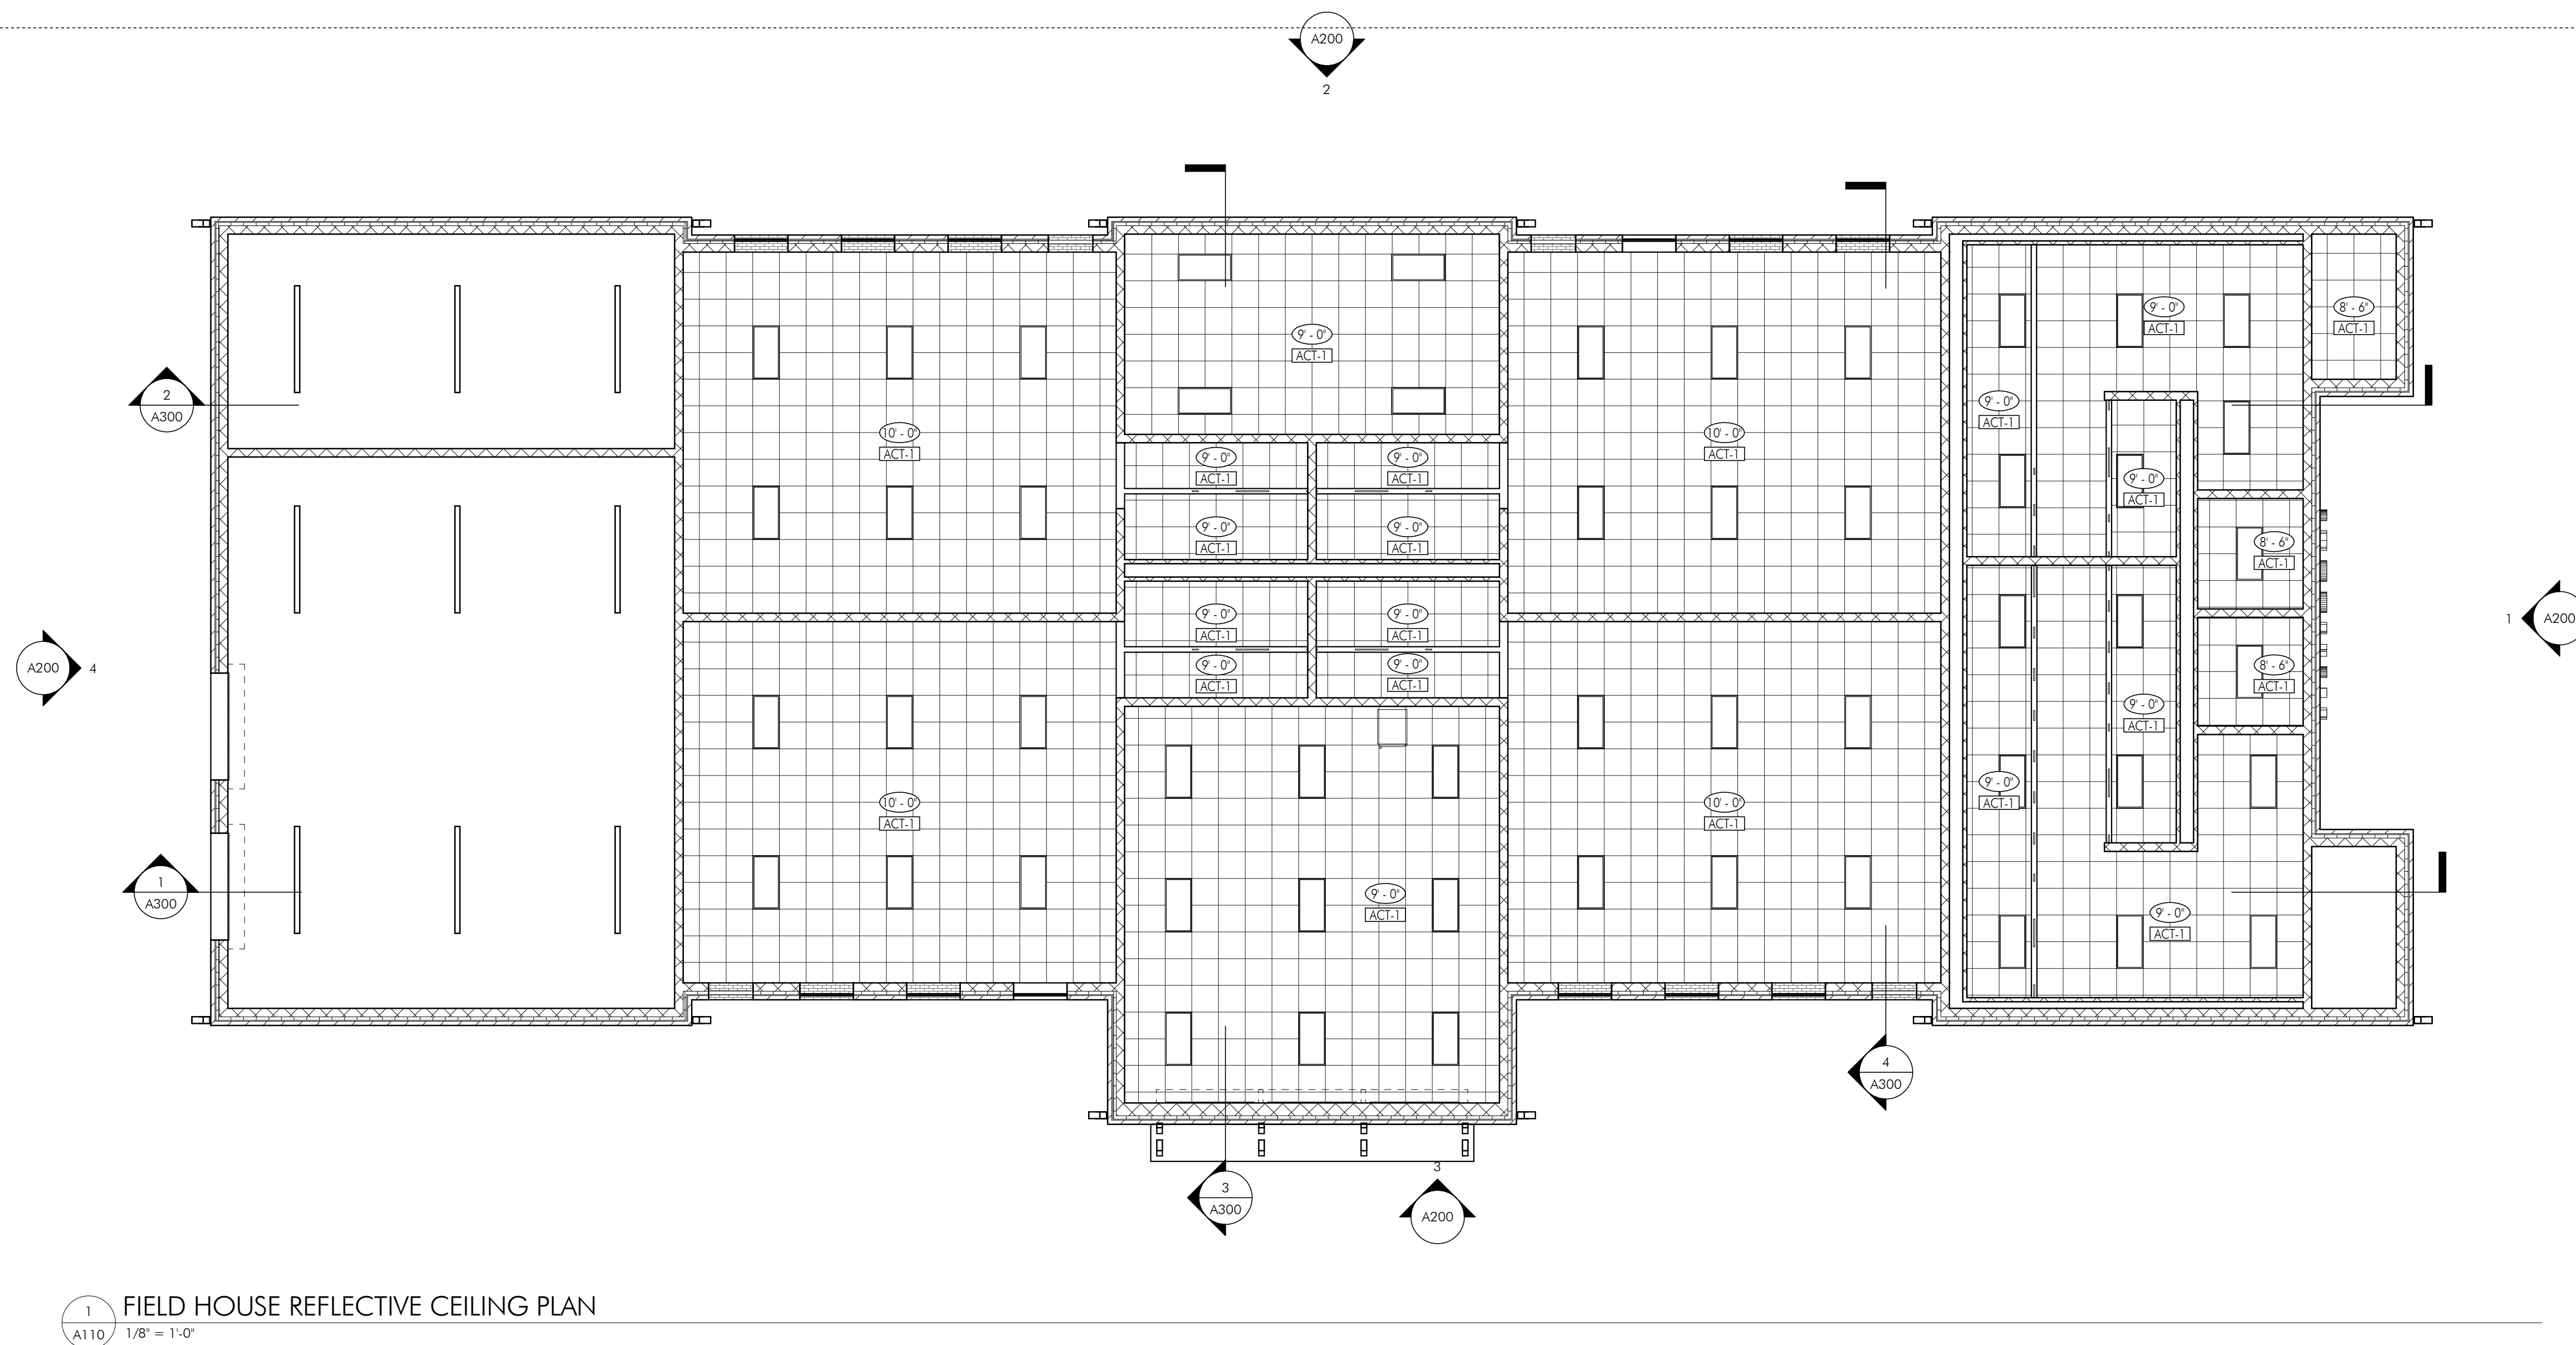 A200
2
9' - 0"
ACT-1
8' - 6"
ACT-1
9' - 0"
ACT-1
2
A300
9' - 0"
ACT-1
10' - 0"
ACT-1
10' - 0"
ACT-1
9' - 0"
ACT-1
9' - 0"
ACT-1
9' - 0"
ACT-1
9' - 0"
ACT-1
9' - 0"
ACT-1
8' - 6"
ACT-1
9' - 0"
ACT-1
9' - 0"
ACT-1
1
A200
A200
4
9' - 0"
ACT-1
9' - 0"
ACT-1
8' - 6"
ACT-1
9' - 0"
ACT-1
9' - 0"
ACT-1
10' - 0"
ACT-1
10' - 0"
ACT-1
1
A300
9' - 0"
ACT-1
9' - 0"
ACT-1
4
A300
3
3
A300
A200
1
A110
FIELD HOUSE REFLECTIVE CEILING PLAN
1/8" = 1'-0"